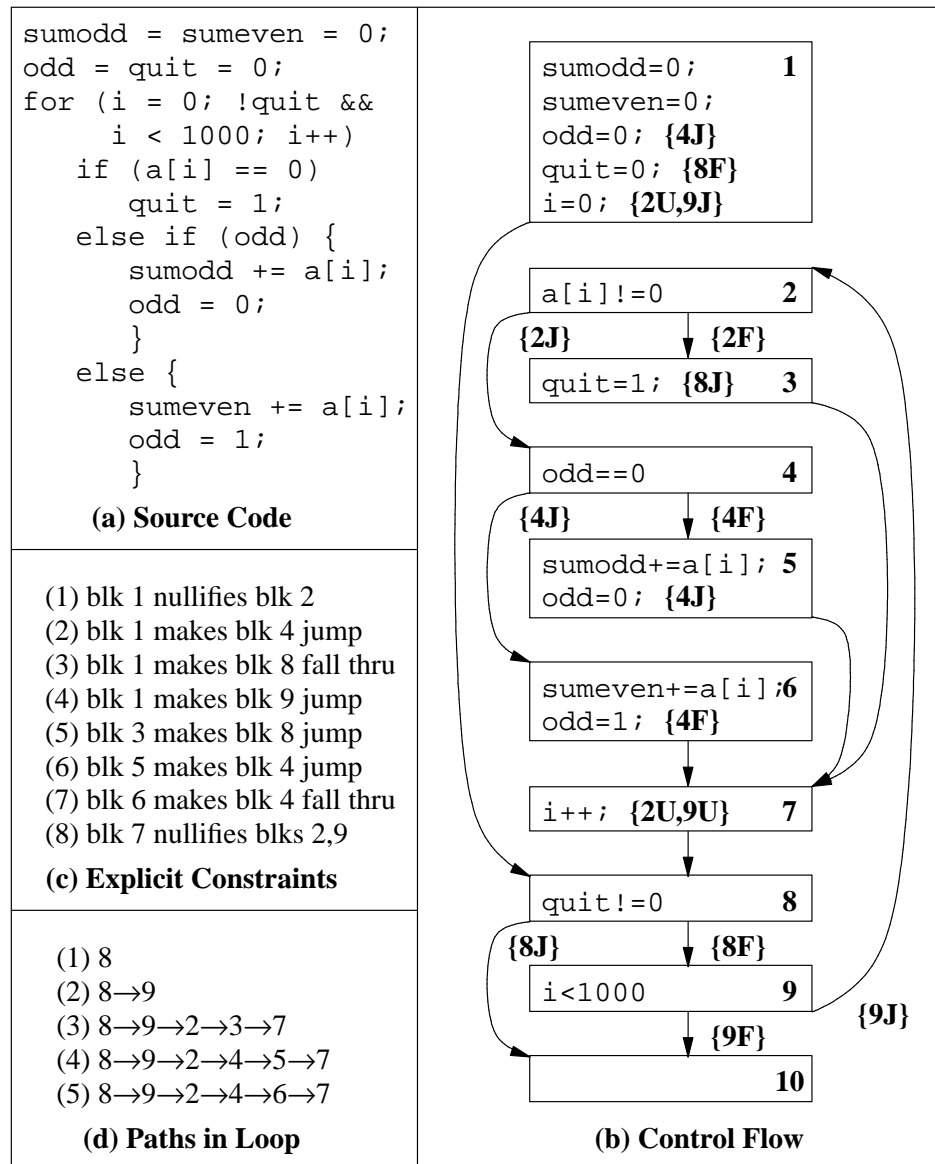 sumodd = sumeven = 0;
odd = quit = 0;
for (i = 0; !quit &&
i < 1000; i++)
if (a[i] == 0)
quit = 1;
else if (odd) {
sumodd += a[i];
odd = 0;
}
else {
sumeven += a[i];
odd = 1;
}
(a) Source Code
(1) blk 1 nullifies blk 2
(2) blk 1 makes blk 4 jump
(3) blk 1 makes blk 8 fall thru
(4) blk 1 makes blk 9 jump
(5) blk 3 makes blk 8 jump
(6) blk 5 makes blk 4 jump
(7) blk 6 makes blk 4 fall thru
(8) blk 7 nullifies blks 2,9
(c) Explicit Constraints
(1) 8
(2) 8→9
(3) 8→9→2→3→7
(4) 8→9→2→4→5→7
(5) 8→9→2→4→6→7
(d) Paths in Loop
sumodd=0; 1
sumeven=0;
odd=0; {4J}
quit=0; {8F}
i=0; {2U,9J}
a[i]!=0 2
{2J} {2F}
quit=1; {8J} 3
odd==0 4
{4J} {4F}
sumodd+=a[i]; 5
odd=0; {4J}
sumeven+=a[i];6
odd=1; {4F}
i++; {2U,9U} 7
quit!=0 8
{8J} {8F}
i<1000 9
{9J}
{9F}
10
(b) Control Flow